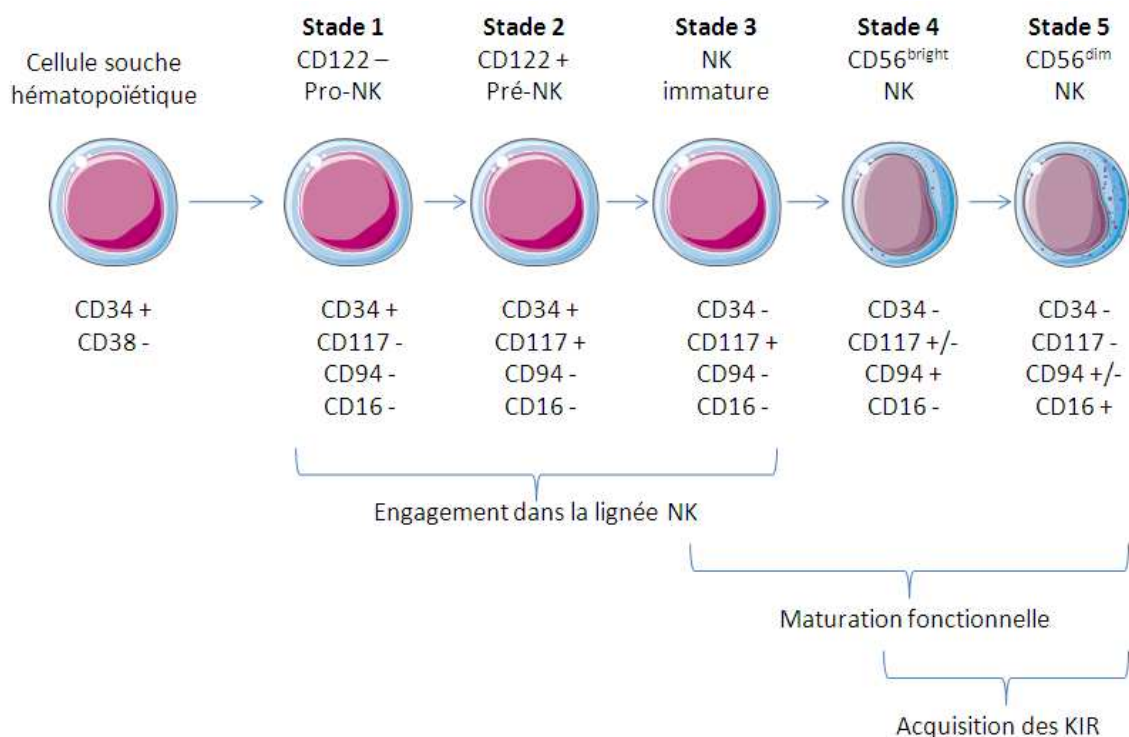 Cellule souche
hématopoïétique
Stade 1
CD122 –
Pro-NK
Stade 2
CD122 +
Pré-NK
Stade 3
NK
immature
Stade 4
CD56bright
NK
Stade 5
CD56dim
NK
CD34 +
CD38 -
CD34 +
CD117 -
CD94 -
CD16 -
CD34 +
CD117 +
CD94 -
CD16 -
CD34 -
CD117 +
CD94 -
CD16 -
CD34 -
CD117 +/-
CD94 +
CD16 -
CD34 -
CD117 -
CD94 +/-
CD16 +
Engagement dans la lignée NK
Maturation fonctionnelle
Acquisition des KIR